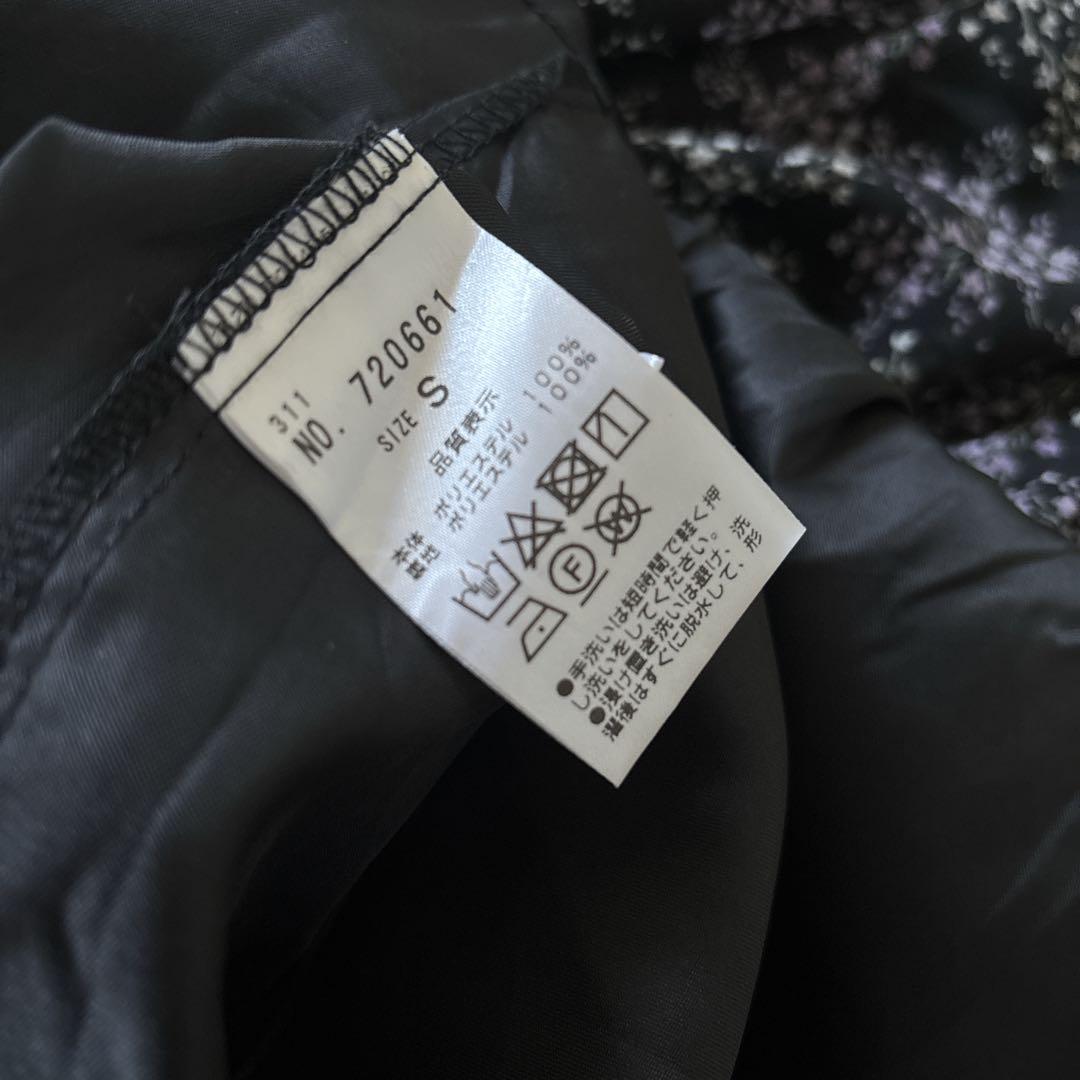 311
NO. 720661
SIZE S
品質表示
本体 ポリエステル 100%
裏地 ポリエステル 100%
F
W
●手洗いは短時間で軽く押
し洗いをしてください。
●浸け置き洗いは避け、洗
濯後はすぐに脱水して、形